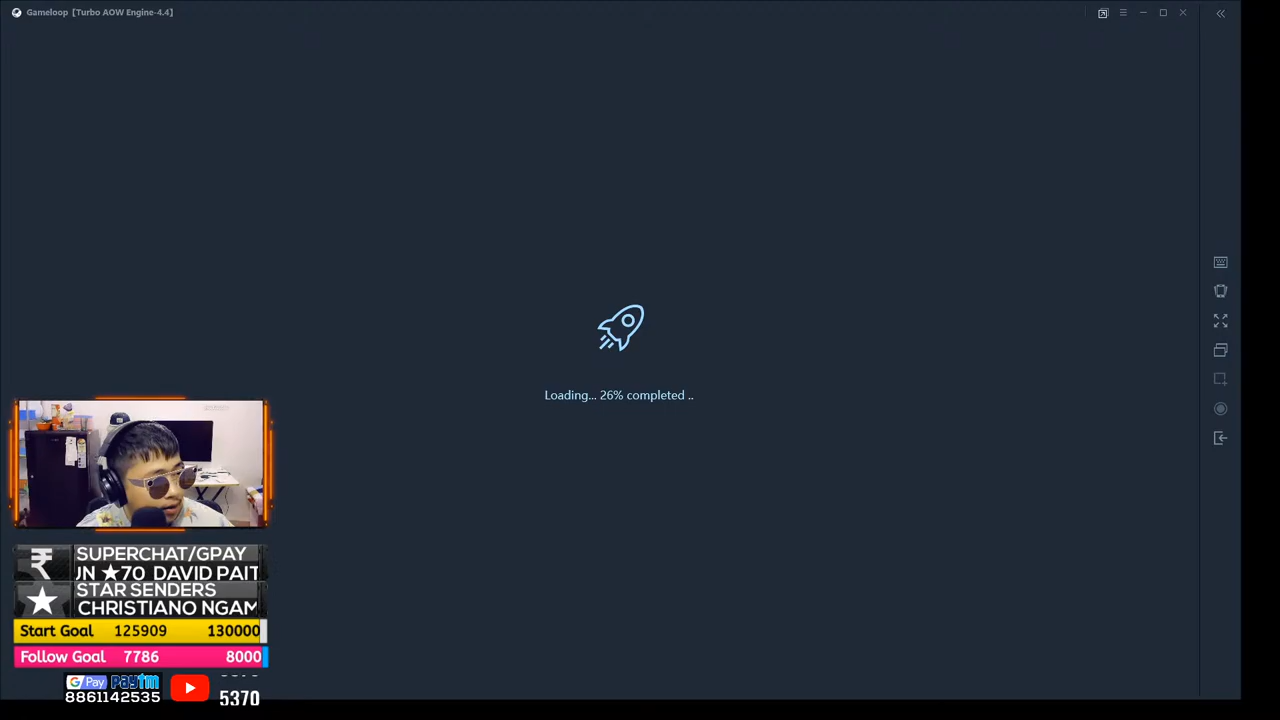 Gameloop [Turbo AOW Engine-4.4]
Loading... 26% completed ..
SUPERCHAT/GPAY
UN ★70 DAVID PAIT
STAR SENDERS
CHRISTIANO NGAM
Start Goal 125909 130000
Follow Goal 7786 8000
G Pay paytm
8861142535
5370